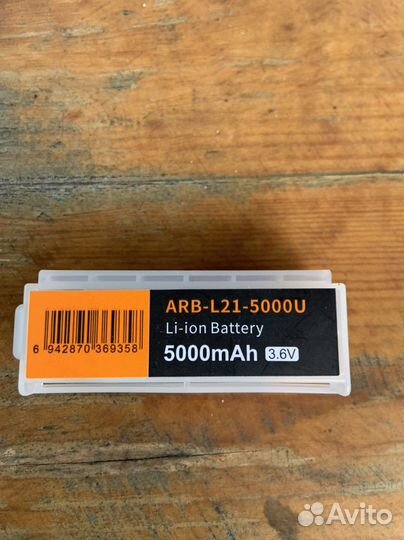 ARB-L21-5000U
Li-ion Battery
5000mAh 3.6V
6 942870 369358
Avito